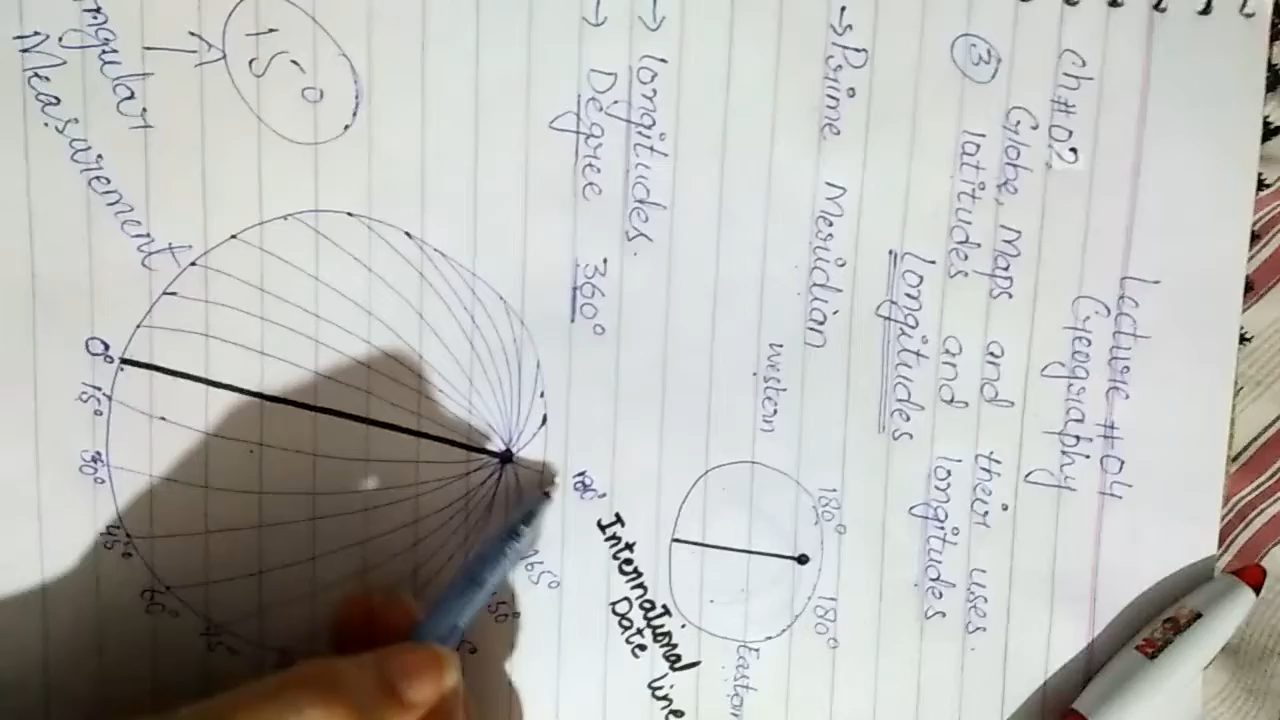 Lecture #04
Geography
Ch#02
Globe, Maps and their uses.
③ latitudes and longitudes
longitudes
→ Prime Meridian
180° 180°
Western
Eastern
→ longitudes.
→ Degree 360°
15°
Measurement
0°
15°
30°
45°
60°
165°
180°
International
Date line